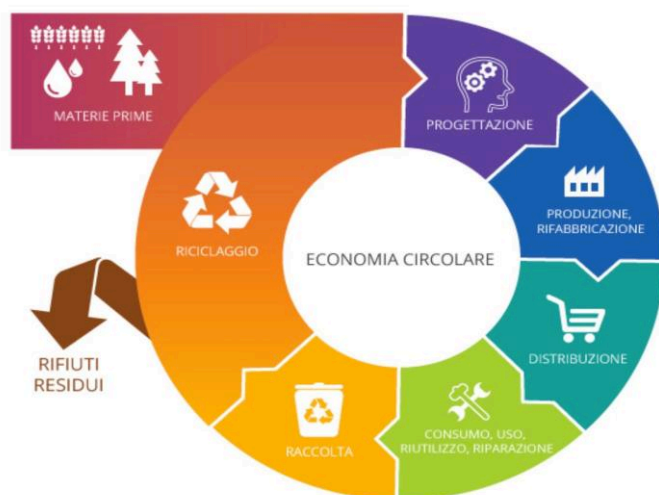 MATERIE PRIME
PROGETTAZIONE
PRODUZIONE,
RIFABBRICAZIONE
RICICLAGGIO
ECONOMIA CIRCOLARE
DISTRIBUZIONE
RIFIUTI
RESIDUI
CONSUMO, USO,
RIUTILIZZO, RIPARAZIONE
RACCOLTA